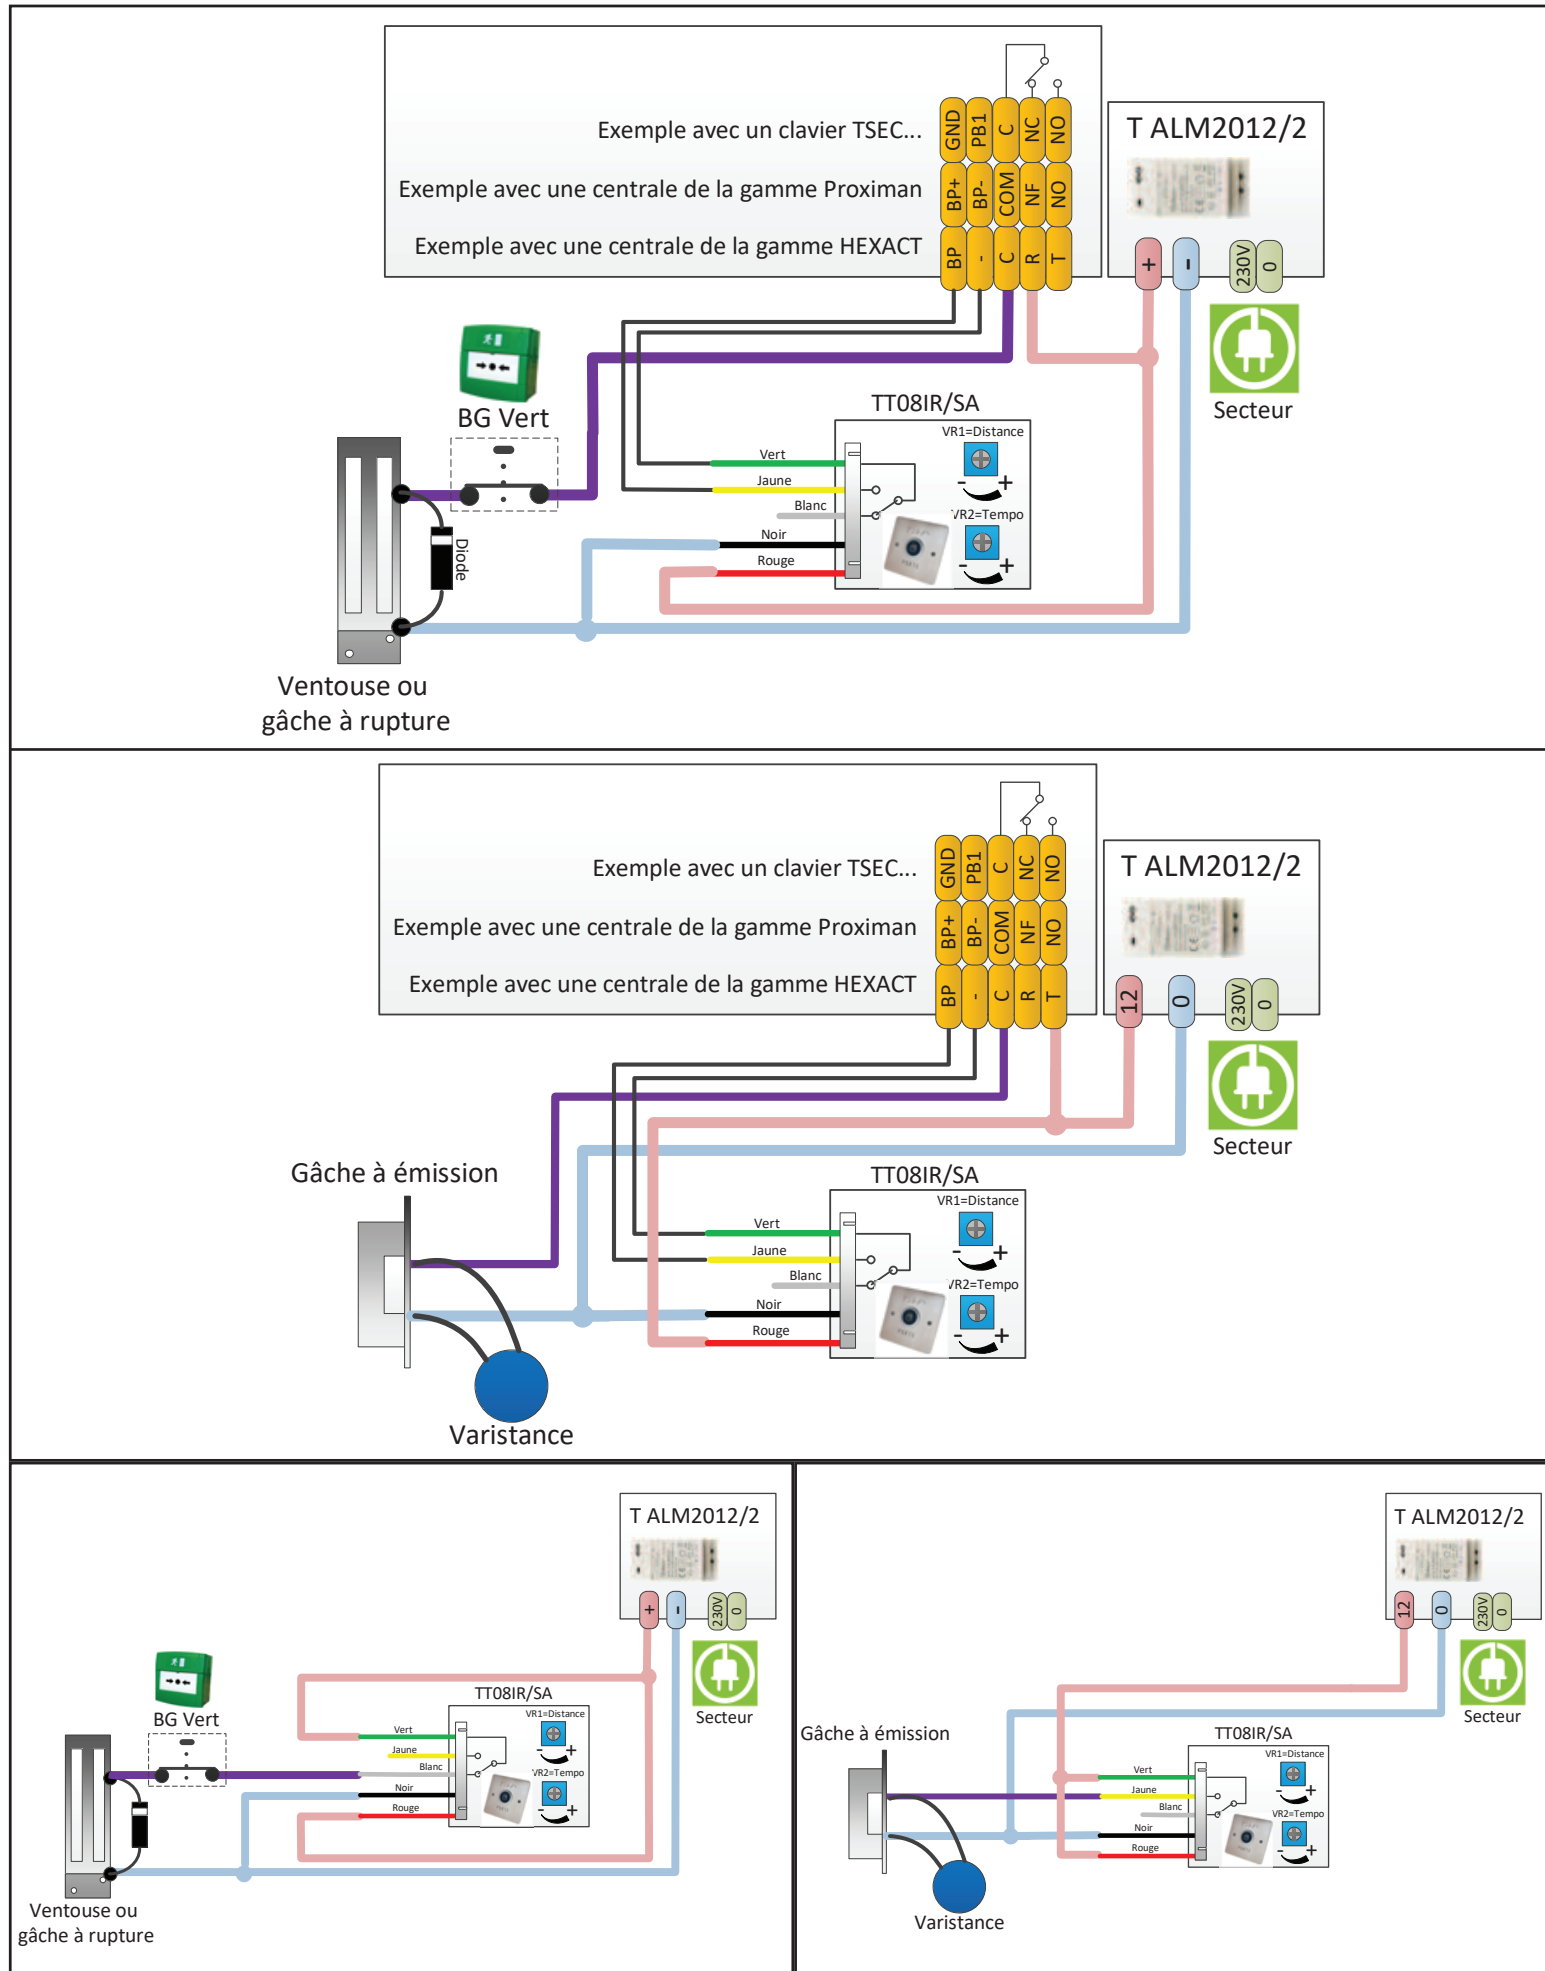 Exemple avec un clavier TSEC...
GND PB1 C NC NO
Exemple avec une centrale de la gamme Proximan
BP+ BP- COM NF NO
Exemple avec une centrale de la gamme HEXACT
BP - C R T
T ALM2012/2
+ - 230V 0
Secteur
BG Vert
TT08IR/SA
VR1=Distance
- +
Vert
Jaune
Blanc
VR2=Tempo
- +
Noir
Rouge
Diode
Ventouse ou
gâche à rupture
Exemple avec un clavier TSEC...
GND PB1 C NC NO
Exemple avec une centrale de la gamme Proximan
BP+ BP- COM NF NO
Exemple avec une centrale de la gamme HEXACT
BP - C R T
T ALM2012/2
12 0 230V 0
Secteur
Gâche à émission
TT08IR/SA
VR1=Distance
- +
Vert
Jaune
Blanc
VR2=Tempo
- +
Noir
Rouge
Varistance
T ALM2012/2
+ - 230V 0
Secteur
BG Vert
TT08IR/SA
VR1=Distance
- +
Vert
Jaune
Blanc
VR2=Tempo
- +
Noir
Rouge
Ventouse ou
gâche à rupture
T ALM2012/2
12 0 230V 0
Secteur
Gâche à émission
TT08IR/SA
VR1=Distance
- +
Vert
Jaune
Blanc
VR2=Tempo
- +
Noir
Rouge
Varistance